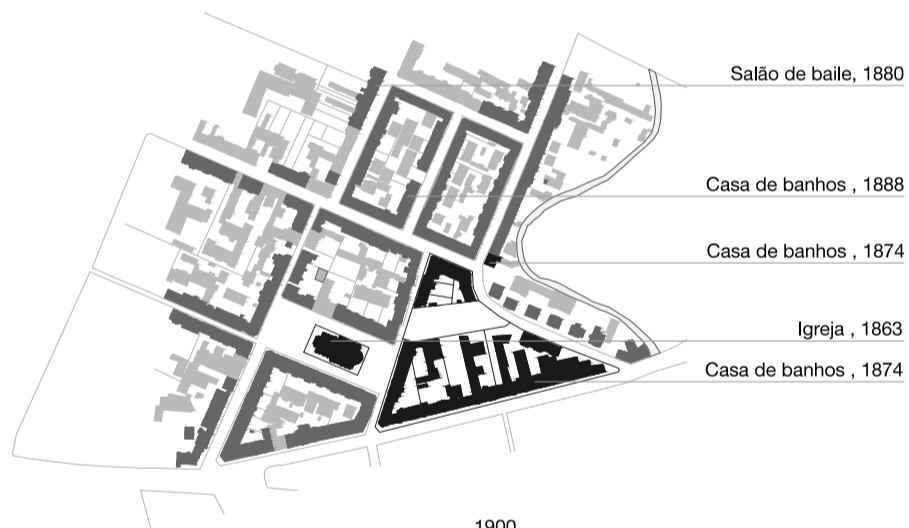 Salão de baile, 1880
Casa de banhos , 1888
Casa de banhos , 1874
Igreja , 1863
Casa de banhos , 1874
1900